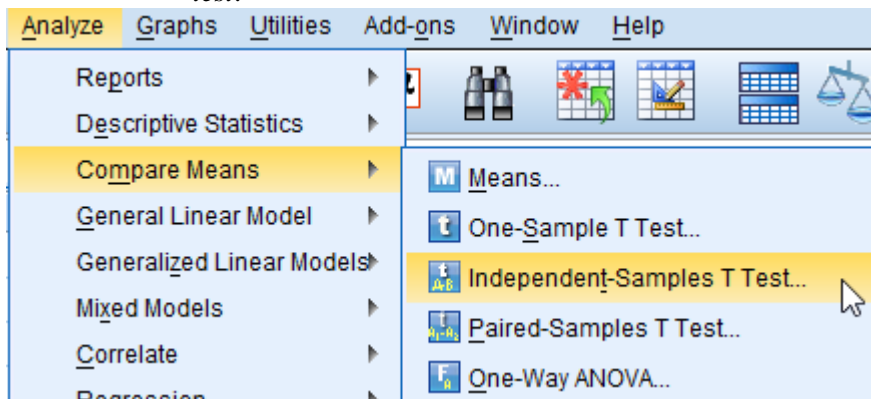 Analyze Graphs Utilities Add-ons Window Help
Reports
Descriptive Statistics
Compare Means
General Linear Model
Generalized Linear Models
Mixed Models
Correlate
Regression
Means...
One-Sample T Test...
Independent-Samples T Test...
Paired-Samples T Test...
One-Way ANOVA...